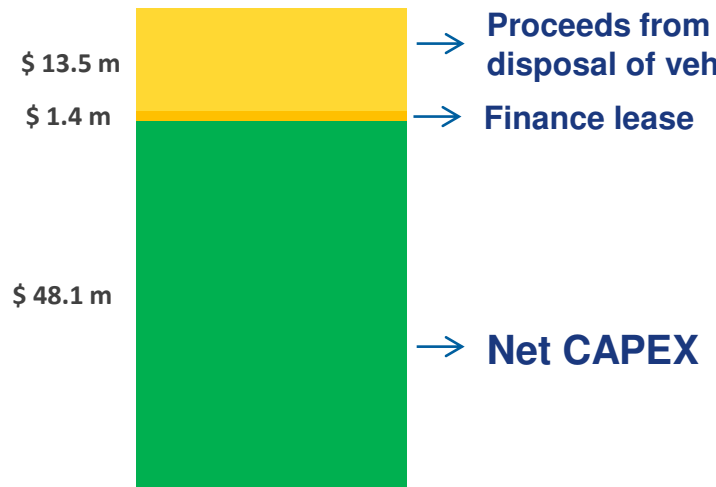 $ 13.5 m
Proceeds from
disposal of veh
$ 1.4 m
Finance lease
$ 48.1 m
Net CAPEX